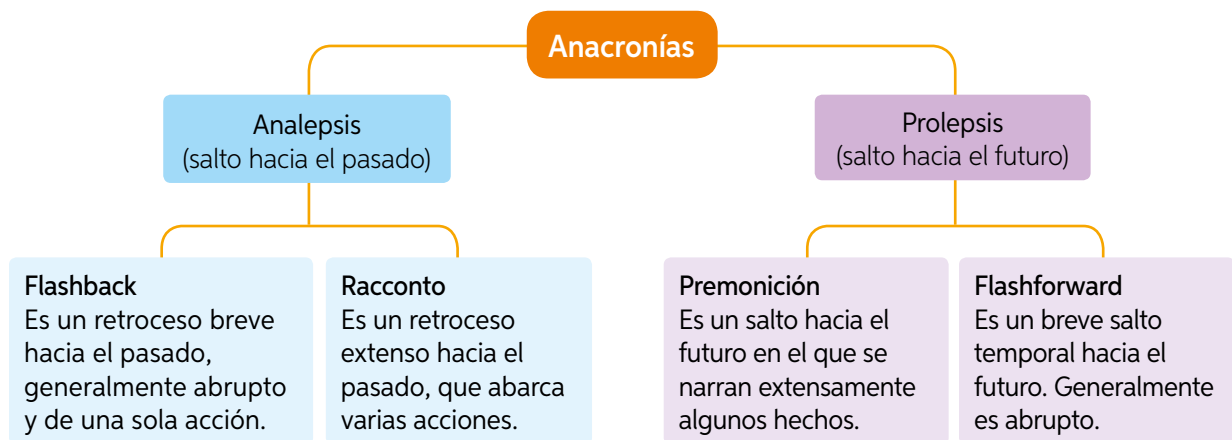 Anacronías
Analepsis
(salto hacia el pasado)
Prolepsis
(salto hacia el futuro)
Flashback
Es un retroceso breve
hacia el pasado,
generalmente abrupto
y de una sola acción.
Racconto
Es un retroceso
extenso hacia el
pasado, que abarca
varias acciones.
Premonición
Es un salto hacia el
futuro en el que se
narran extensamente
algunos hechos.
Flashforward
Es un breve salto
temporal hacia el
futuro. Generalmente
es abrupto.